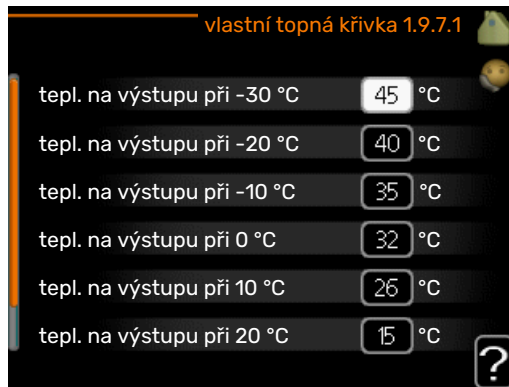 vlastní topná křivka 1.9.7.1
tepl. na výstupu při -30 °C 45 °C
tepl. na výstupu při -20 °C 40 °C
tepl. na výstupu při -10 °C 35 °C
tepl. na výstupu při 0 °C 32 °C
tepl. na výstupu při 10 °C 26 °C
tepl. na výstupu při 20 °C 15 °C
?